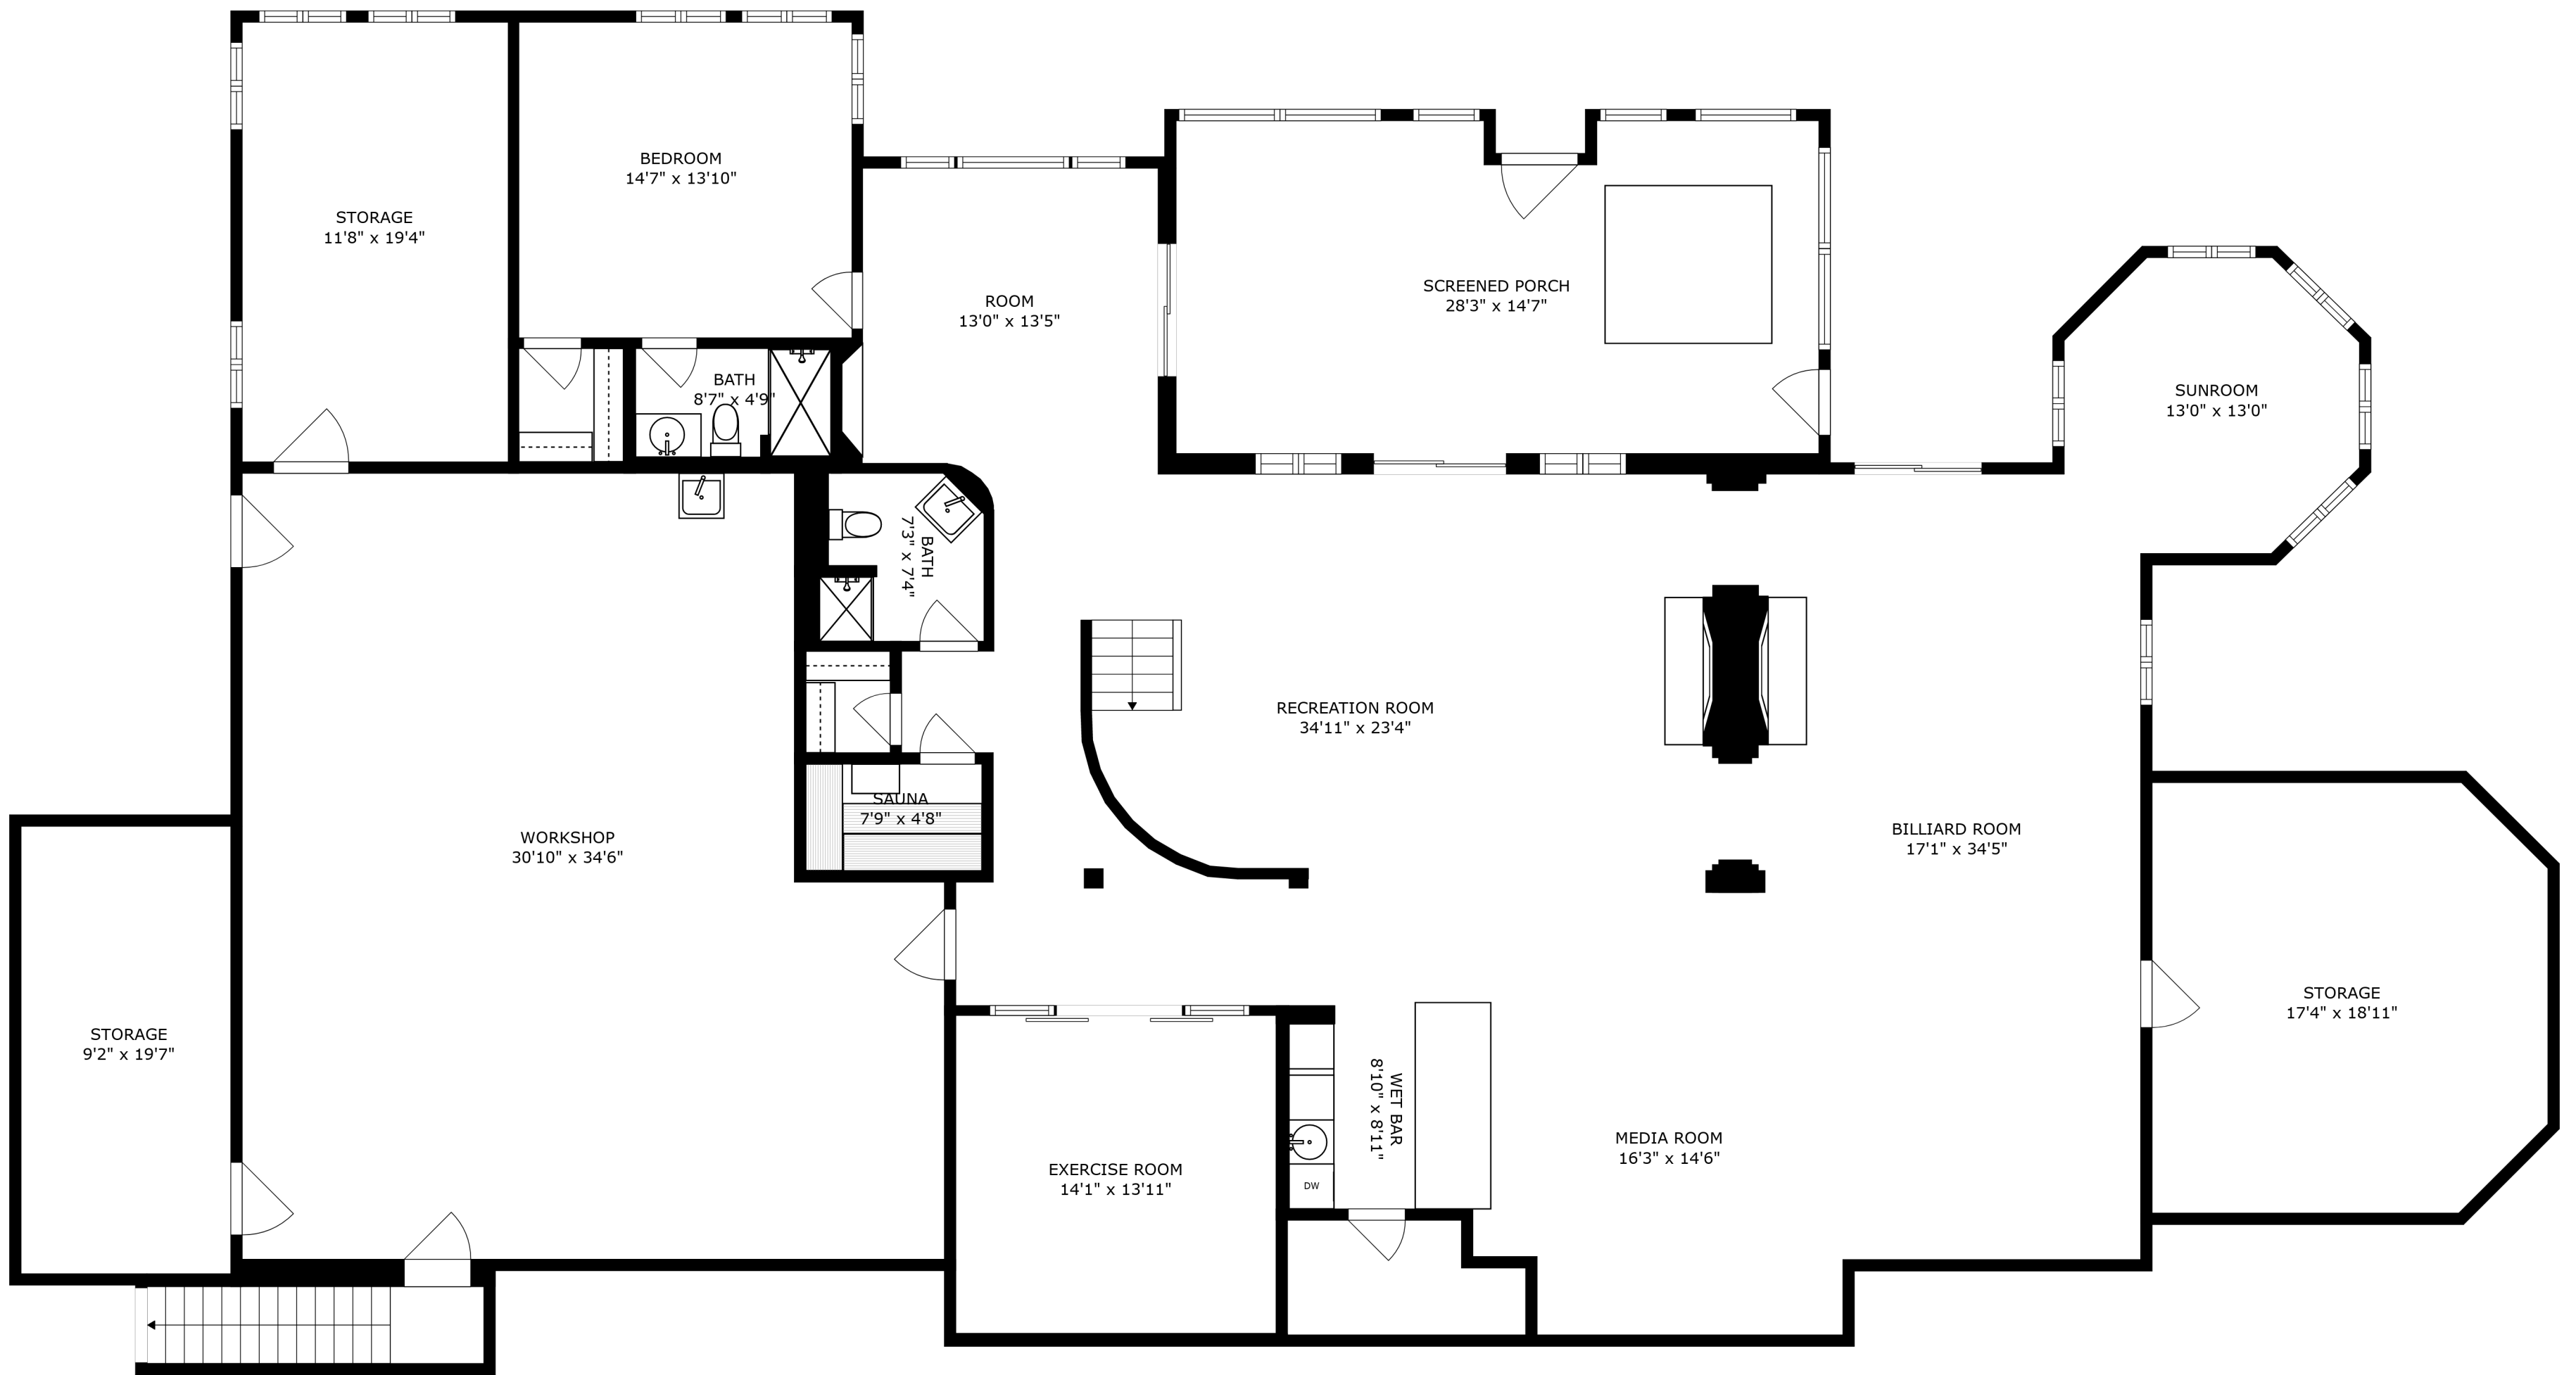 BEDROOM
14'7" x 13'10"
STORAGE
11'8" x 19'4"
ROOM
13'0" x 13'5"
SCREENED PORCH
28'3" x 14'7"
BATH
8'7" x 4'9"
SUNROOM
13'0" x 13'0"
BATH
7'3" x 7'4"
RECREATION ROOM
34'11" x 23'4"
SAUNA
7'9" x 4'8"
WORKSHOP
30'10" x 34'6"
BILLIARD ROOM
17'1" x 34'5"
STORAGE
17'4" x 18'11"
STORAGE
9'2" x 19'7"
WET BAR
8'10" x 8'11"
MEDIA ROOM
16'3" x 14'6"
EXERCISE ROOM
14'1" x 13'11"
DW